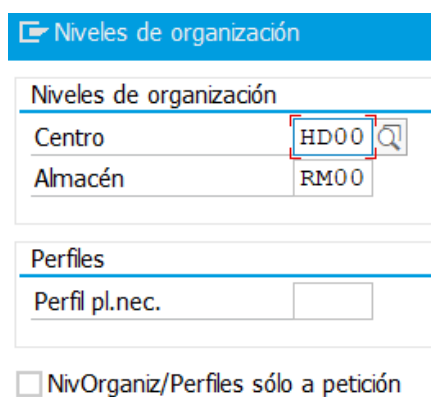 Niveles de organización
Niveles de organización
Centro HD00
Almacén RM00
Perfiles
Perfil pl.nec.
NivOrganiz/Perfiles sólo a petición